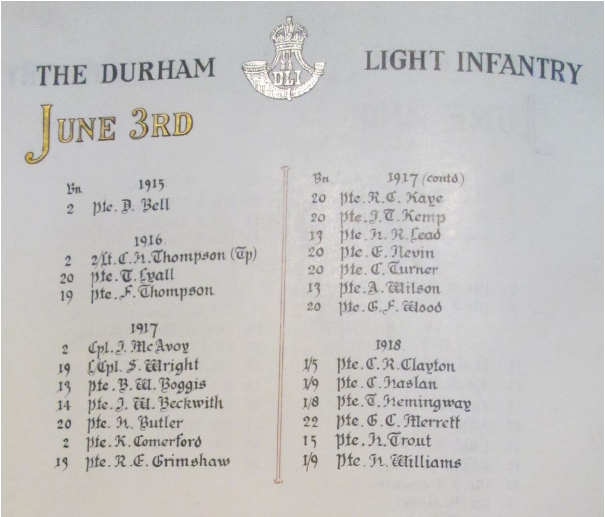 THE DURHAM LIGHT INFANTRY
DLI
JUNE 3RD
Bn 1915
2 Pte. D. Bell
1916
2 2/Lt. C. H. Thompson (Tp)
20 Pte. T. Lyall
19 Pte. F. Thompson
1917
2 Cpl. J. McAvoy
19 L/Cpl. S. Wright
13 Pte. B. W. Boggis
14 Pte. J. W. Beckwith
20 Pte. H. Butler
2 Pte. K. Comerford
13 Pte. R. E. Grimshaw
Bn 1917 (contd)
20 Pte. R. C. Kaye
20 Pte. J. T. Kemp
13 Pte. H. R. Lead
20 Pte. E. Nevin
20 Pte. C. Turner
13 Pte. A. Wilson
20 Pte. G. F. Wood
1918
1/5 Pte. C. R. Clayton
1/9 Pte. C. Haslan
1/8 Pte. T. Hemingway
22 Pte. G. C. Merrett
15 Pte. H. Trout
1/9 Pte. H. Williams